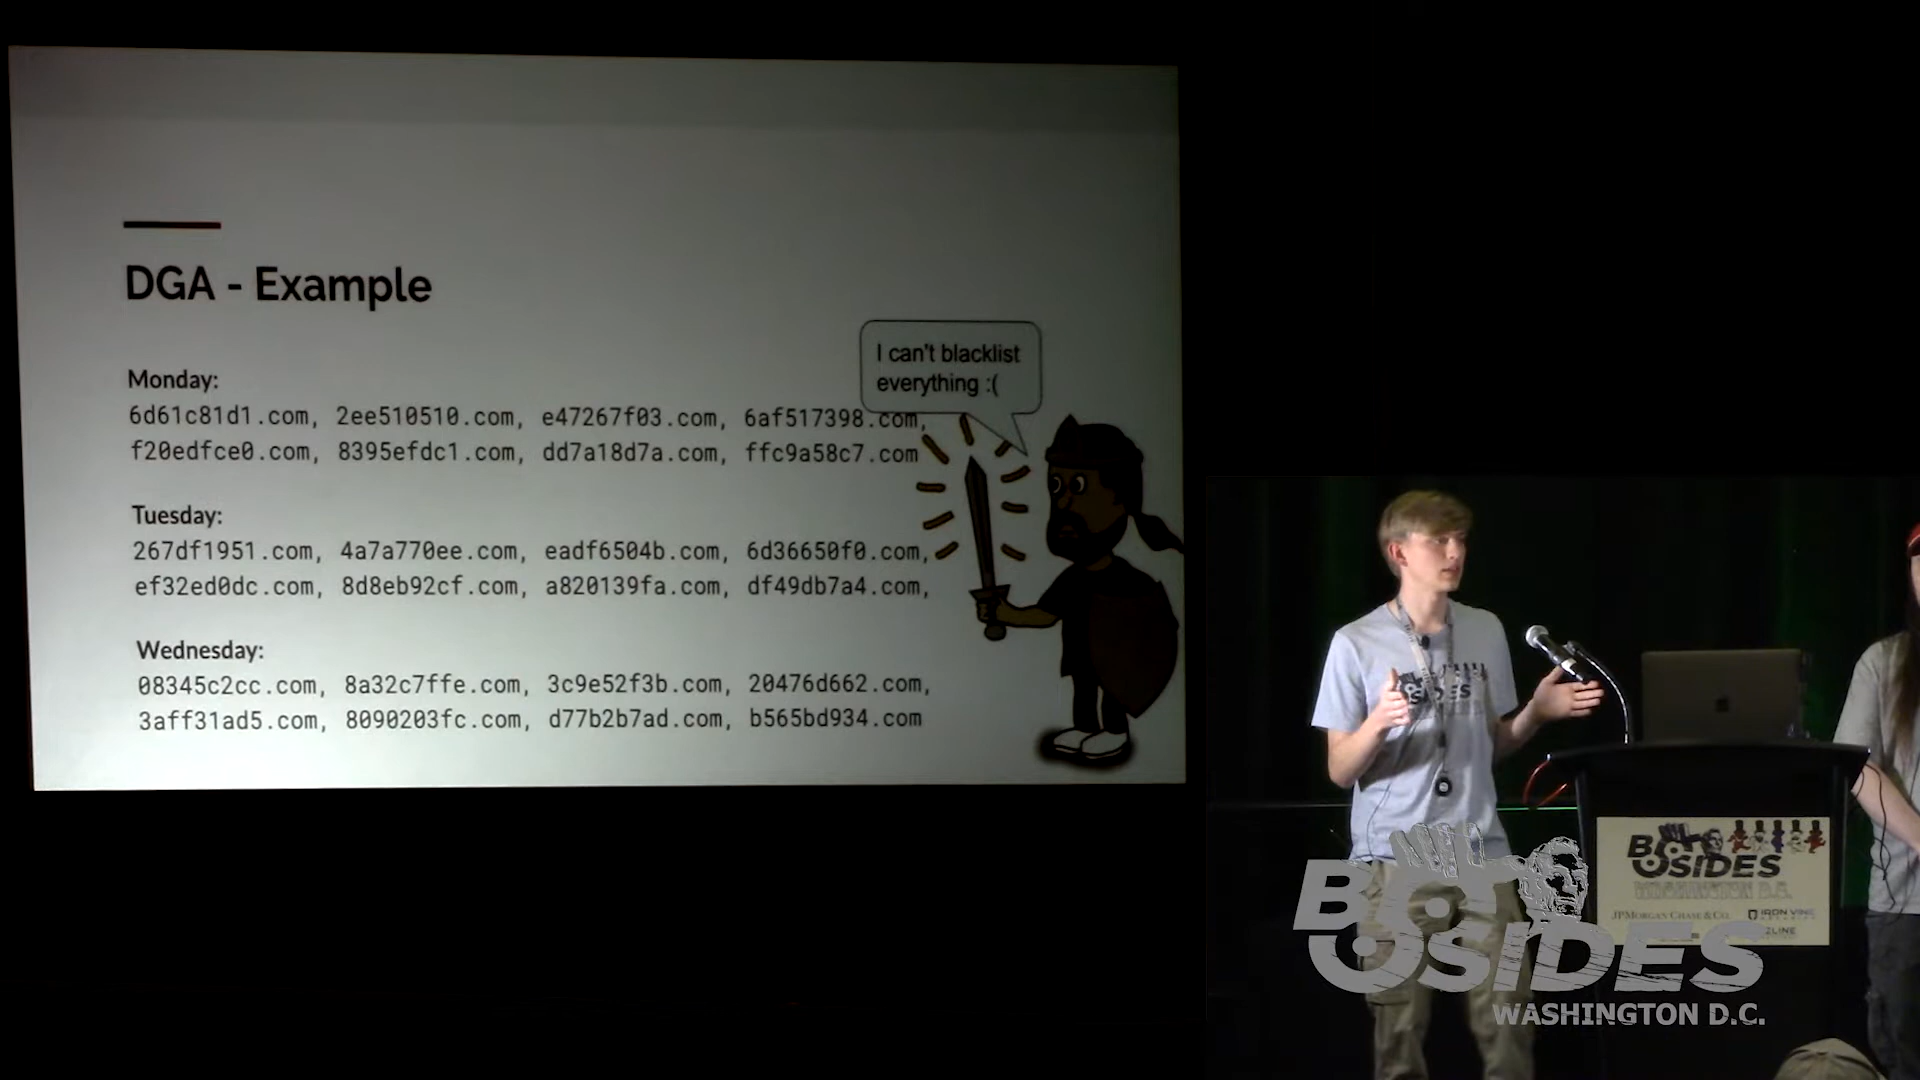 DGA - Example
I can't blacklist
everything :(
Monday:
6d61c81d1.com, 2ee510510.com, e47267f03.com, 6af517398.com,
f20edfce0.com, 8395efdc1.com, dd7a18d7a.com, ffc9a58c7.com
Tuesday:
267df1951.com, 4a7a770ee.com, eadf6504b.com, 6d36650f0.com,
ef32ed0dc.com, 8d8eb92cf.com, a820139fa.com, df49db7a4.com,
Wednesday:
08345c2cc.com, 8a32c7ffe.com, 3c9e52f3b.com, 20476d662.com,
3aff31ad5.com, 8090203fc.com, d77b2b7ad.com, b565bd934.com
BSIDES
WASHINGTON D.C.
JPMORGAN CHASE & CO.
IRON VINE
BSIDES
WASHINGTON D.C.